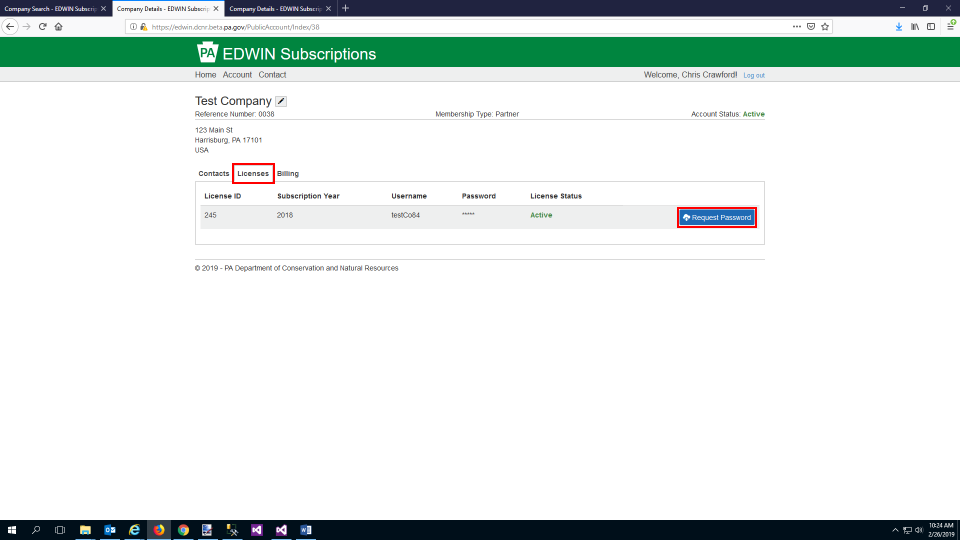 Company Search - EDWIN Subscrip
Company Details - EDWIN Subscrip
Company Details - EDWIN Subscrip
https://edwin.dcnr.beta.pa.gov/PublicAccount/Index/38
PA EDWIN Subscriptions
Home Account Contact
Welcome, Chris Crawford! Log out
Test Company
Reference Number: 0038 Membership Type: Partner Account Status: Active
123 Main St
Harrisburg, PA 17101
USA
Contacts Licenses Billing
License ID Subscription Year Username Password License Status
245 2018 testCo84 ***** Active Request Password
© 2019 - PA Department of Conservation and Natural Resources
10:24 AM
2/26/2019